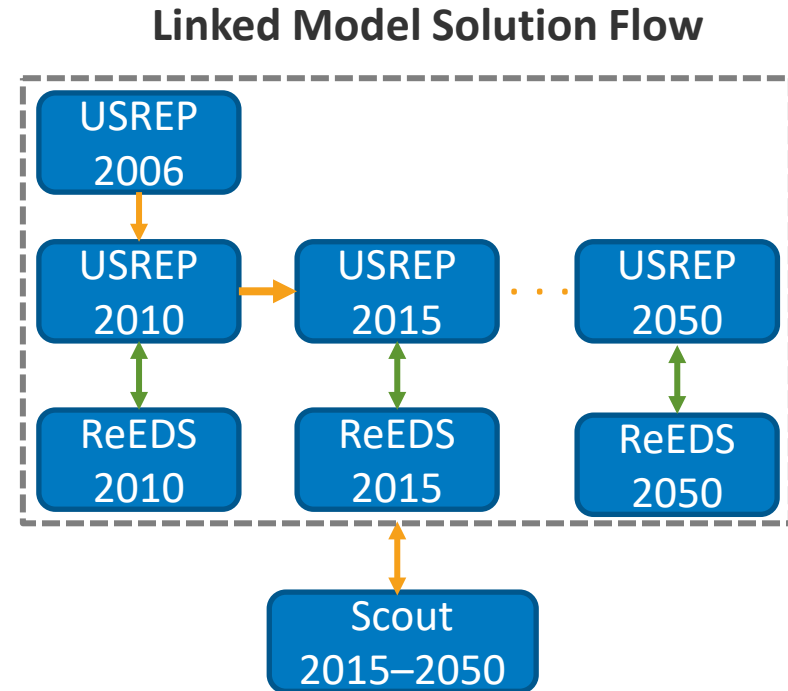 Linked Model Solution Flow
USREP
2006
USREP
2010
USREP
2015
USREP
2050
ReEDS
2010
ReEDS
2015
ReEDS
2050
Scout
2015–2050